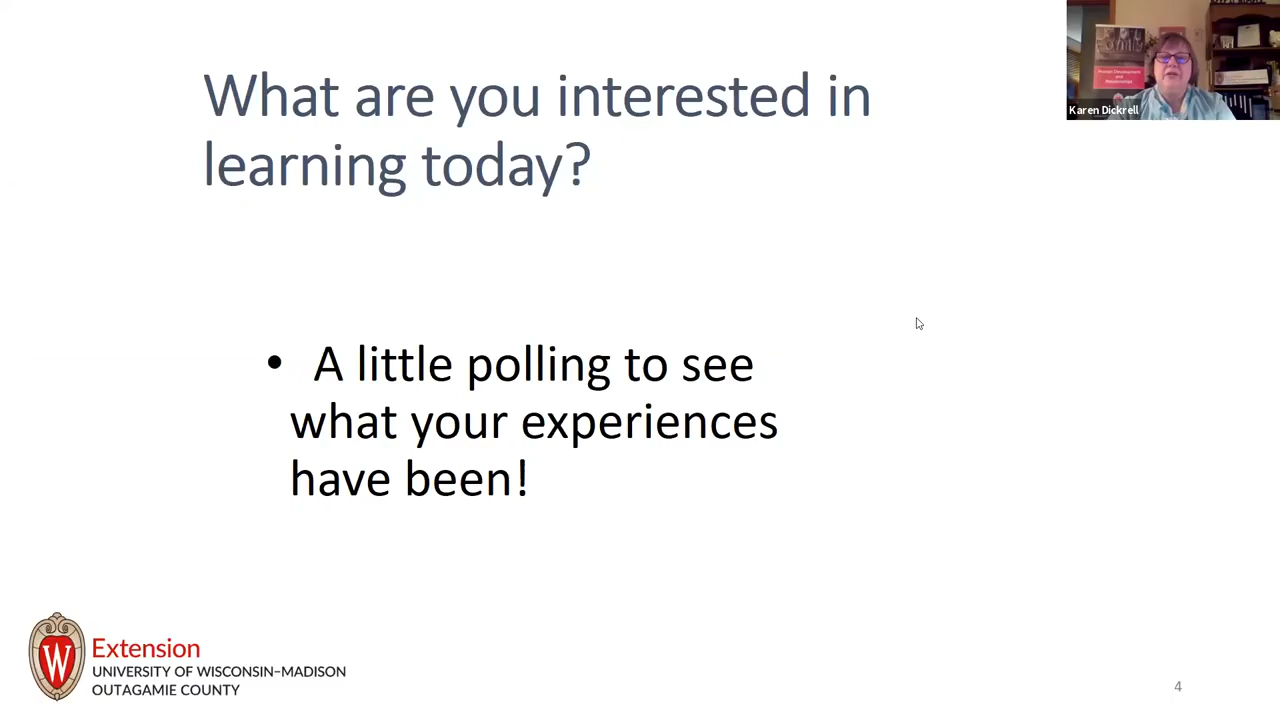 What are you interested in
learning today?
Karen Dickrell
• A little polling to see
what your experiences
have been!
W
Extension
UNIVERSITY OF WISCONSIN–MADISON
OUTAGAMIE COUNTY
4